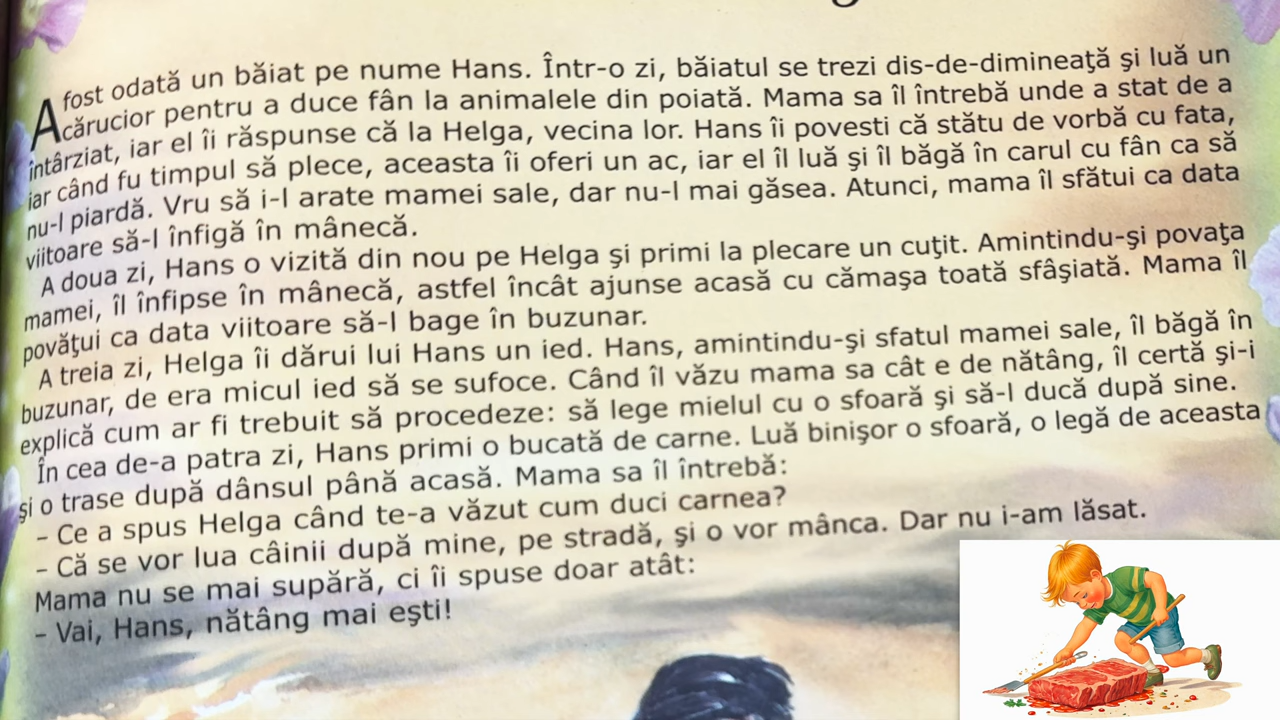 A fost odată un băiat pe nume Hans. Într-o zi, băiatul se trezi dis-de-dimineaţă şi luă un
cărucior pentru a duce fân la animalele din poiată. Mama sa îl întrebă unde a stat de a
întârziat, iar el îi răspunse că la Helga, vecina lor. Hans îi povesti că stătu de vorbă cu fata,
iar când fu timpul să plece, aceasta îi oferi un ac, iar el îl luă şi îl băgă în carul cu fân ca să
nu-l piardă. Vru să i-l arate mamei sale, dar nu-l mai găsea. Atunci, mama îl sfătui ca data
viitoare să-l înfigă în mânecă.
A doua zi, Hans o vizită din nou pe Helga şi primi la plecare un cuţit. Amintindu-şi povaţa
mamei, îl înfipse în mânecă, astfel încât ajunse acasă cu cămaşa toată sfâşiată. Mama îl
povăţui ca data viitoare să-l bage în buzunar.
A treia zi, Helga îi dărui lui Hans un ied. Hans, amintindu-şi sfatul mamei sale, îl băgă în
buzunar, de era micul ied să se sufoce. Când îl văzu mama sa cât e de nătâng, îl certă şi-i
explică cum ar fi trebuit să procedeze: să lege mielul cu o sfoară şi să-l ducă după sine.
În cea de-a patra zi, Hans primi o bucată de carne. Luă binişor o sfoară, o legă de aceasta
şi o trase după dânsul până acasă. Mama sa îl întrebă:
– Ce a spus Helga când te-a văzut cum duci carnea?
– Că se vor lua câinii după mine, pe stradă, şi o vor mânca. Dar nu i-am lăsat.
Mama nu se mai supără, ci îi spuse doar atât:
– Vai, Hans, nătâng mai eşti!